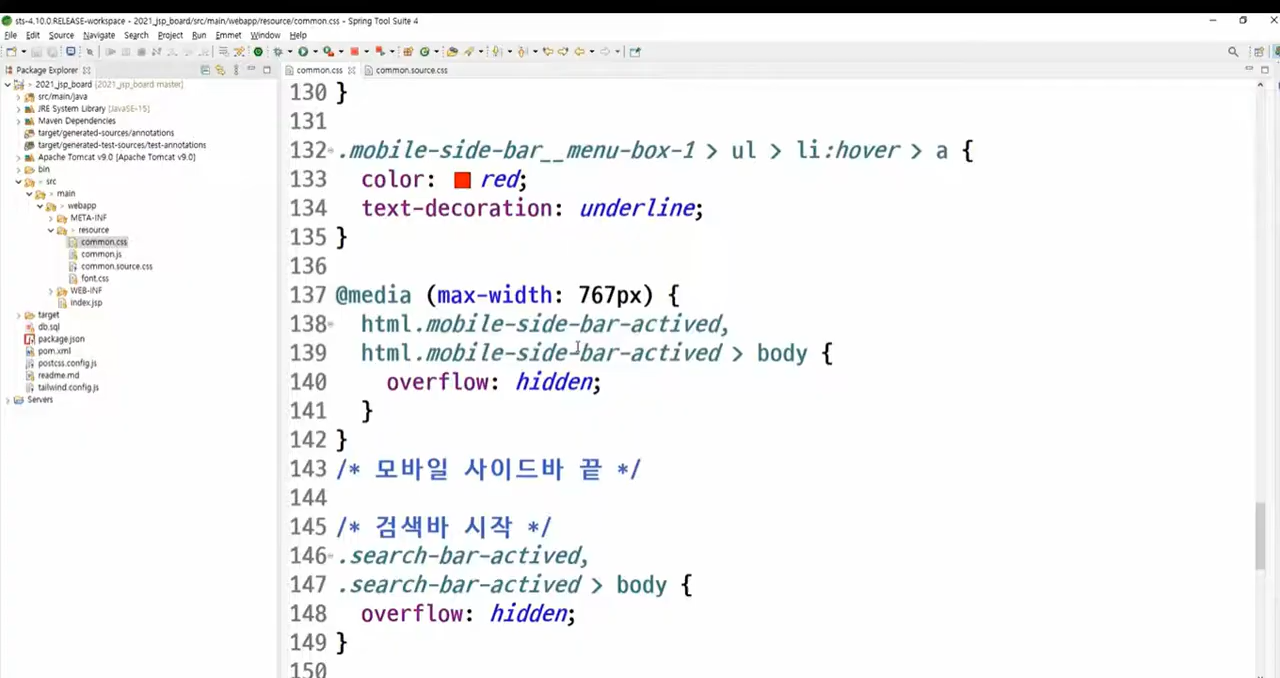 sts-4.10.0.RELEASE-workspace - 2021_jsp_board/src/main/webapp/resource/common.css - Spring Tool Suite 4
File Edit Source Navigate Search Project Run Emmet Window Help
Package Explorer
common.css
common.source.css
2021_jsp_board [2021_jsp_board master]
src/main/java
JRE System Library [JavaSE-15]
Maven Dependencies
target/generated-sources/annotations
target/generated-test-sources/test-annotations
Apache Tomcat v9.0 [Apache Tomcat v9.0]
bin
src
main
webapp
META-INF
resource
common.css
common.js
common.source.css
font.css
WEB-INF
index.jsp
target
db.sql
package.json
pom.xml
postcss.config.js
readme.md
tailwind.config.js
Servers
130 }
131
132 .mobile-side-bar__menu-box-1 > ul > li:hover > a {
133 color: red;
134 text-decoration: underline;
135 }
136
137 @media (max-width: 767px) {
138 html.mobile-side-bar-actived,
139 html.mobile-side-bar-actived > body {
140 overflow: hidden;
141 }
142 }
143 /* 모바일 사이드바 끝 */
144
145 /* 검색바 시작 */
146 .search-bar-actived,
147 .search-bar-actived > body {
148 overflow: hidden;
149 }
150